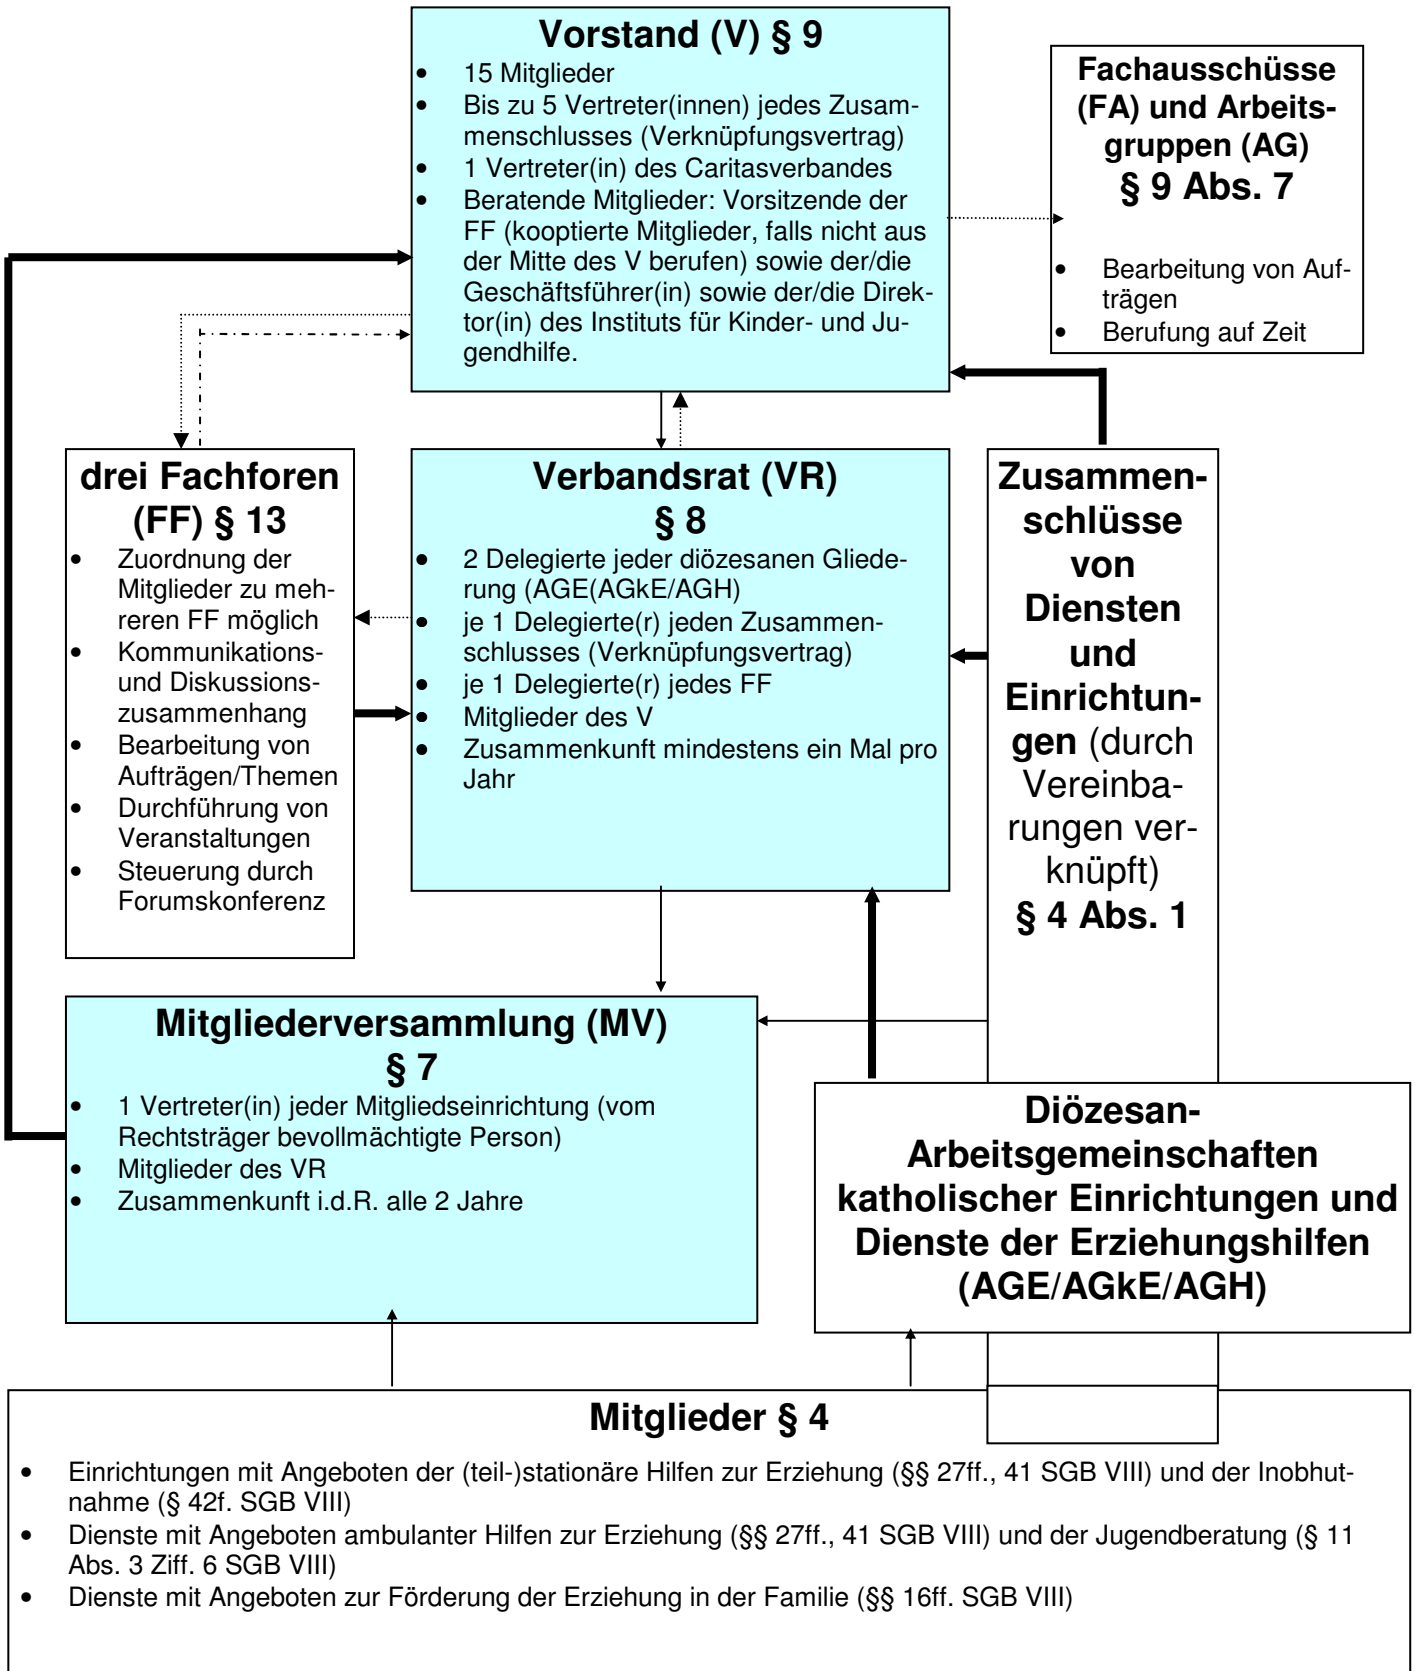 Vorstand (V) § 9
• 15 Mitglieder
• Bis zu 5 Vertreter(innen) jedes Zusam-
menschlusses (Verknüpfungsvertrag)
• 1 Vertreter(in) des Caritasverbandes
• Beratende Mitglieder: Vorsitzende der
FF (kooptierte Mitglieder, falls nicht aus
der Mitte des V berufen) sowie der/die
Geschäftsführer(in) sowie der/die Direk-
tor(in) des Instituts für Kinder- und Ju-
gendhilfe.
Fachausschüsse
(FA) und Arbeits-
gruppen (AG)
§ 9 Abs. 7
• Bearbeitung von Auf-
trägen
• Berufung auf Zeit
drei Fachforen
(FF) § 13
• Zuordnung der
Mitglieder zu meh-
reren FF möglich
• Kommunikations-
und Diskussions-
zusammenhang
• Bearbeitung von
Aufträgen/Themen
• Durchführung von
Veranstaltungen
• Steuerung durch
Forumskonferenz
Verbandsrat (VR)
§ 8
• 2 Delegierte jeder diözesanen Gliede-
rung (AGE(AGkE/AGH)
• je 1 Delegierte(r) jeden Zusammen-
schlusses (Verknüpfungsvertrag)
• je 1 Delegierte(r) jedes FF
• Mitglieder des V
• Zusammenkunft mindestens ein Mal pro
Jahr
Zusammen-
schlüsse
von
Diensten
und
Einrichtun-
gen (durch
Vereinba-
rungen ver-
knüpft)
§ 4 Abs. 1
Mitgliederversammlung (MV)
§ 7
• 1 Vertreter(in) jeder Mitgliedseinrichtung (vom
Rechtsträger bevollmächtigte Person)
• Mitglieder des VR
• Zusammenkunft i.d.R. alle 2 Jahre
Diözesan-
Arbeitsgemeinschaften
katholischer Einrichtungen und
Dienste der Erziehungshilfen
(AGE/AGkE/AGH)
Mitglieder § 4
• Einrichtungen mit Angeboten der (teil-)stationäre Hilfen zur Erziehung (§§ 27ff., 41 SGB VIII) und der Inobhut-
nahme (§ 42f. SGB VIII)
• Dienste mit Angeboten ambulanter Hilfen zur Erziehung (§§ 27ff., 41 SGB VIII) und der Jugendberatung (§ 11
Abs. 3 Ziff. 6 SGB VIII)
• Dienste mit Angeboten zur Förderung der Erziehung in der Familie (§§ 16ff. SGB VIII)